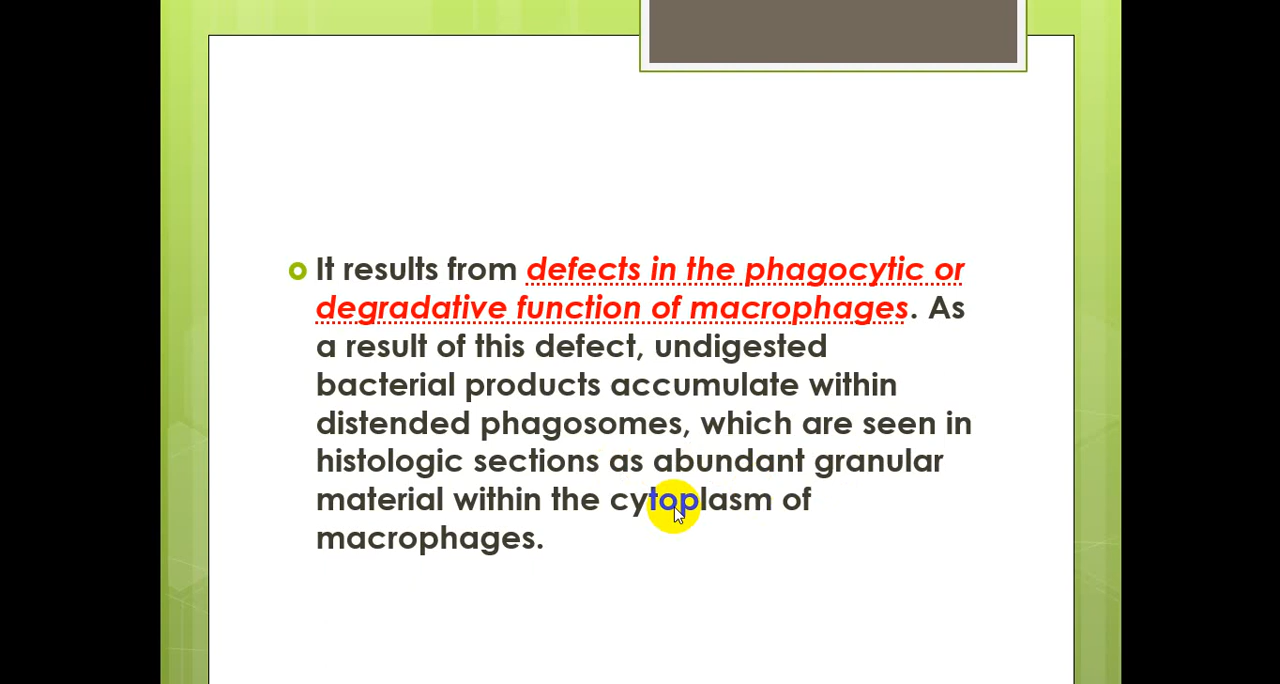 It results from defects in the phagocytic or
degradative function of macrophages. As
a result of this defect, undigested
bacterial products accumulate within
distended phagosomes, which are seen in
histologic sections as abundant granular
material within the cytoplasm of
macrophages.